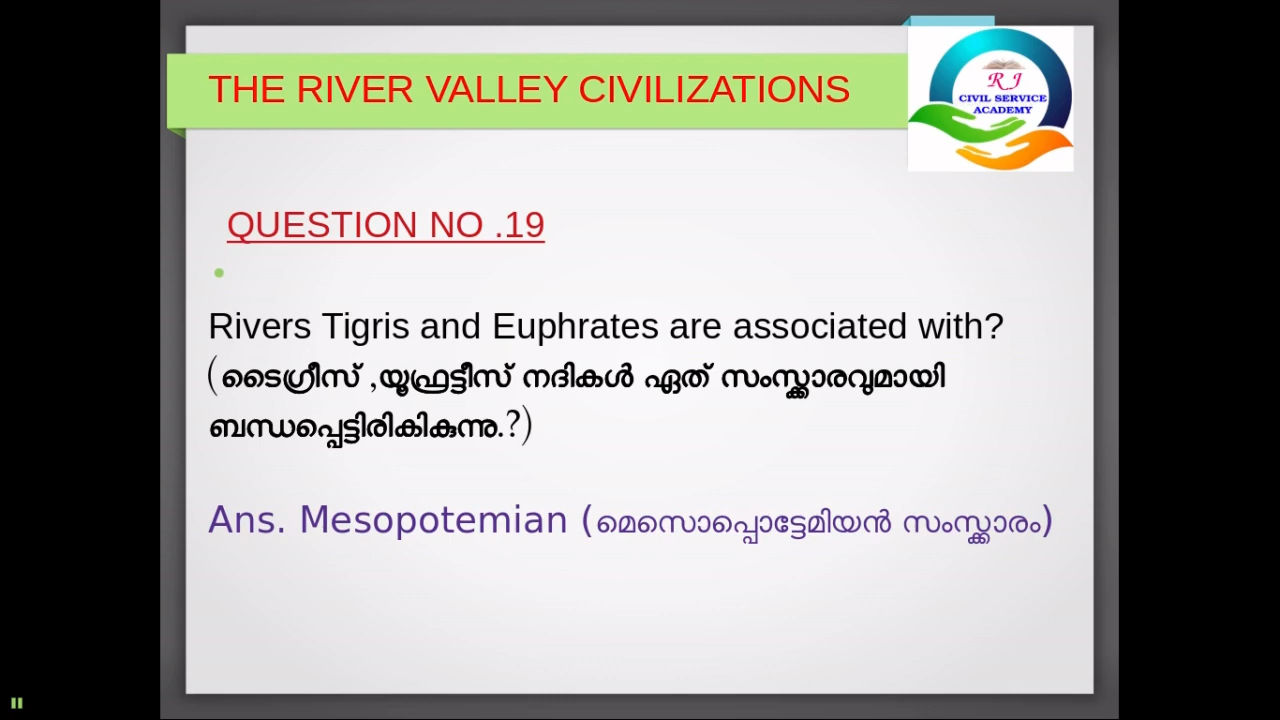 THE RIVER VALLEY CIVILIZATIONS
R J
CIVIL SERVICE
ACADEMY
QUESTION NO .19
Rivers Tigris and Euphrates are associated with?
(ടൈഗ്രീസ് ,യൂഫ്രട്ടീസ് നദികൾ ഏത് സംസ്ക്കാരവുമായി
ബന്ധപ്പെട്ടിരികികുന്നു.?)
Ans. Mesopotemian (മെസൊപ്പൊട്ടേമിയൻ സംസ്ക്കാരം)